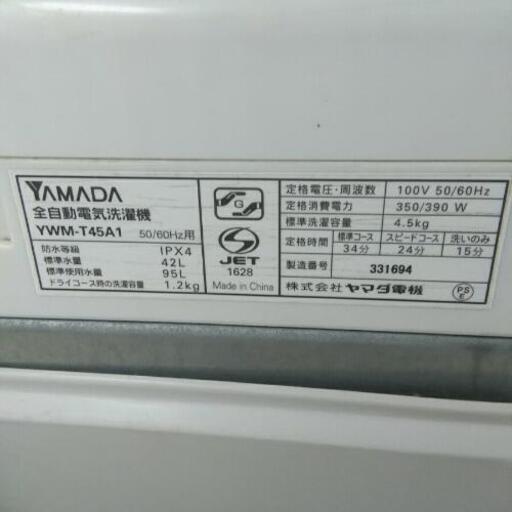 YAMADA
全自動電気洗濯機
YWM-T45A1 50/60Hz用
防水等級 IPX4
標準水量 42L
標準使用水量 95L
ドライコース時の洗濯容量 1.2kg
G
JET
1628
Made in China
定格電圧・周波数 100V 50/60Hz
定格消費電力 350/390 W
標準洗濯容量 4.5kg
定格時間 標準コース スピードコース 洗いのみ
34分 24分 15分
製造番号 331694
株式会社 ヤマダ電機
PS
E